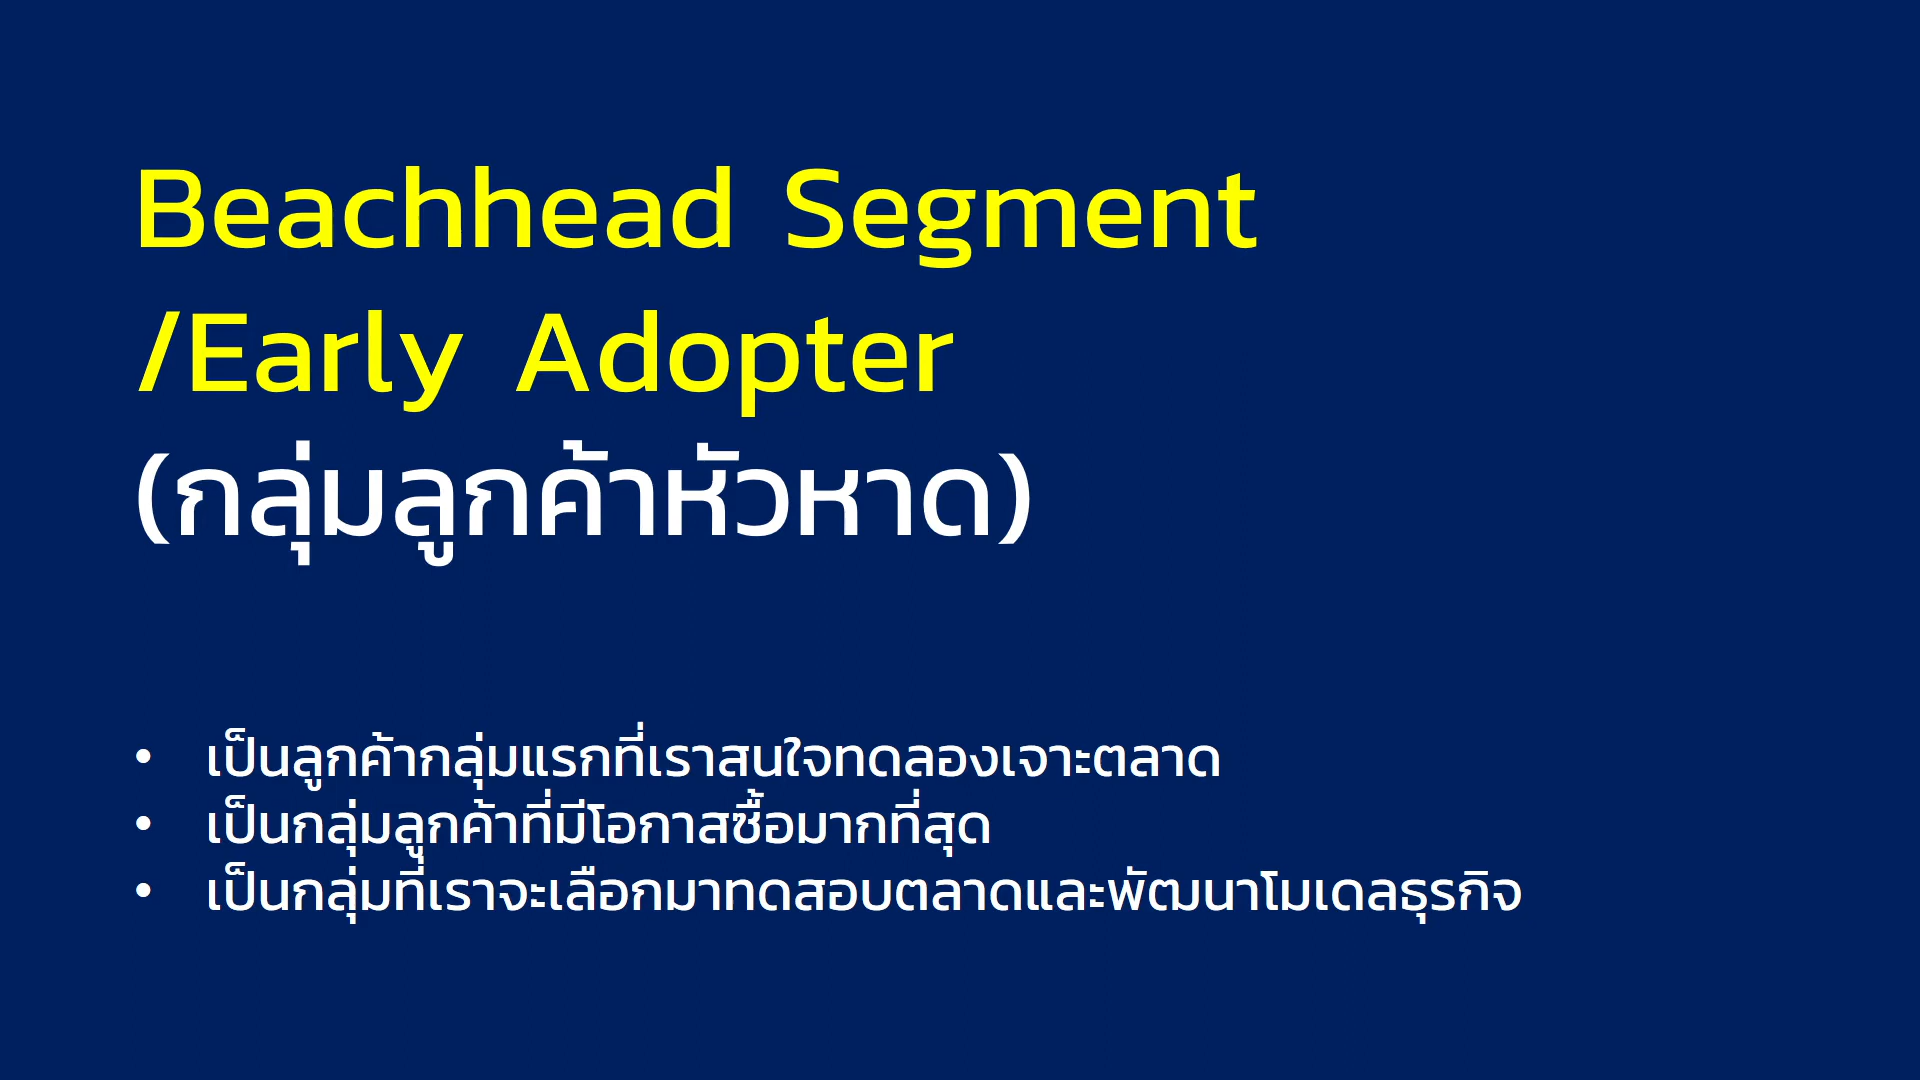 Beachhead Segment
/Early Adopter
(กลุ่มลูกค้าหัวหาด)
• เป็นลูกค้ากลุ่มแรกที่เราสนใจทดลองเจาะตลาด
• เป็นกลุ่มลูกค้าที่มีโอกาสซื้อมากที่สุด
• เป็นกลุ่มที่เราจะเลือกมาทดสอบตลาดและพัฒนาโมเดลธุรกิจ